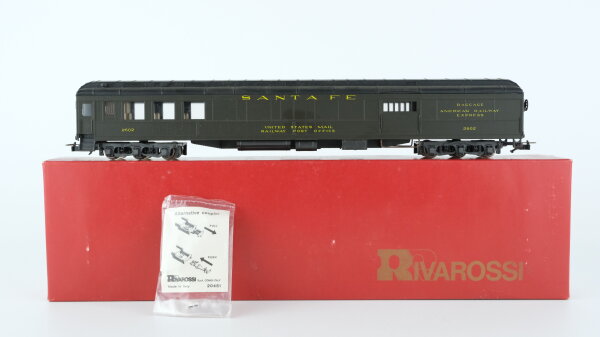 SANTA FE
BAGGAGE
AMERICAN RAILWAY
EXPRESS
2602
UNITED STATES MAIL
RAILWAY POST OFFICE
2602
alternative coupler
RIVAROSSI
Made in Italy
20481
RIVAROSSI